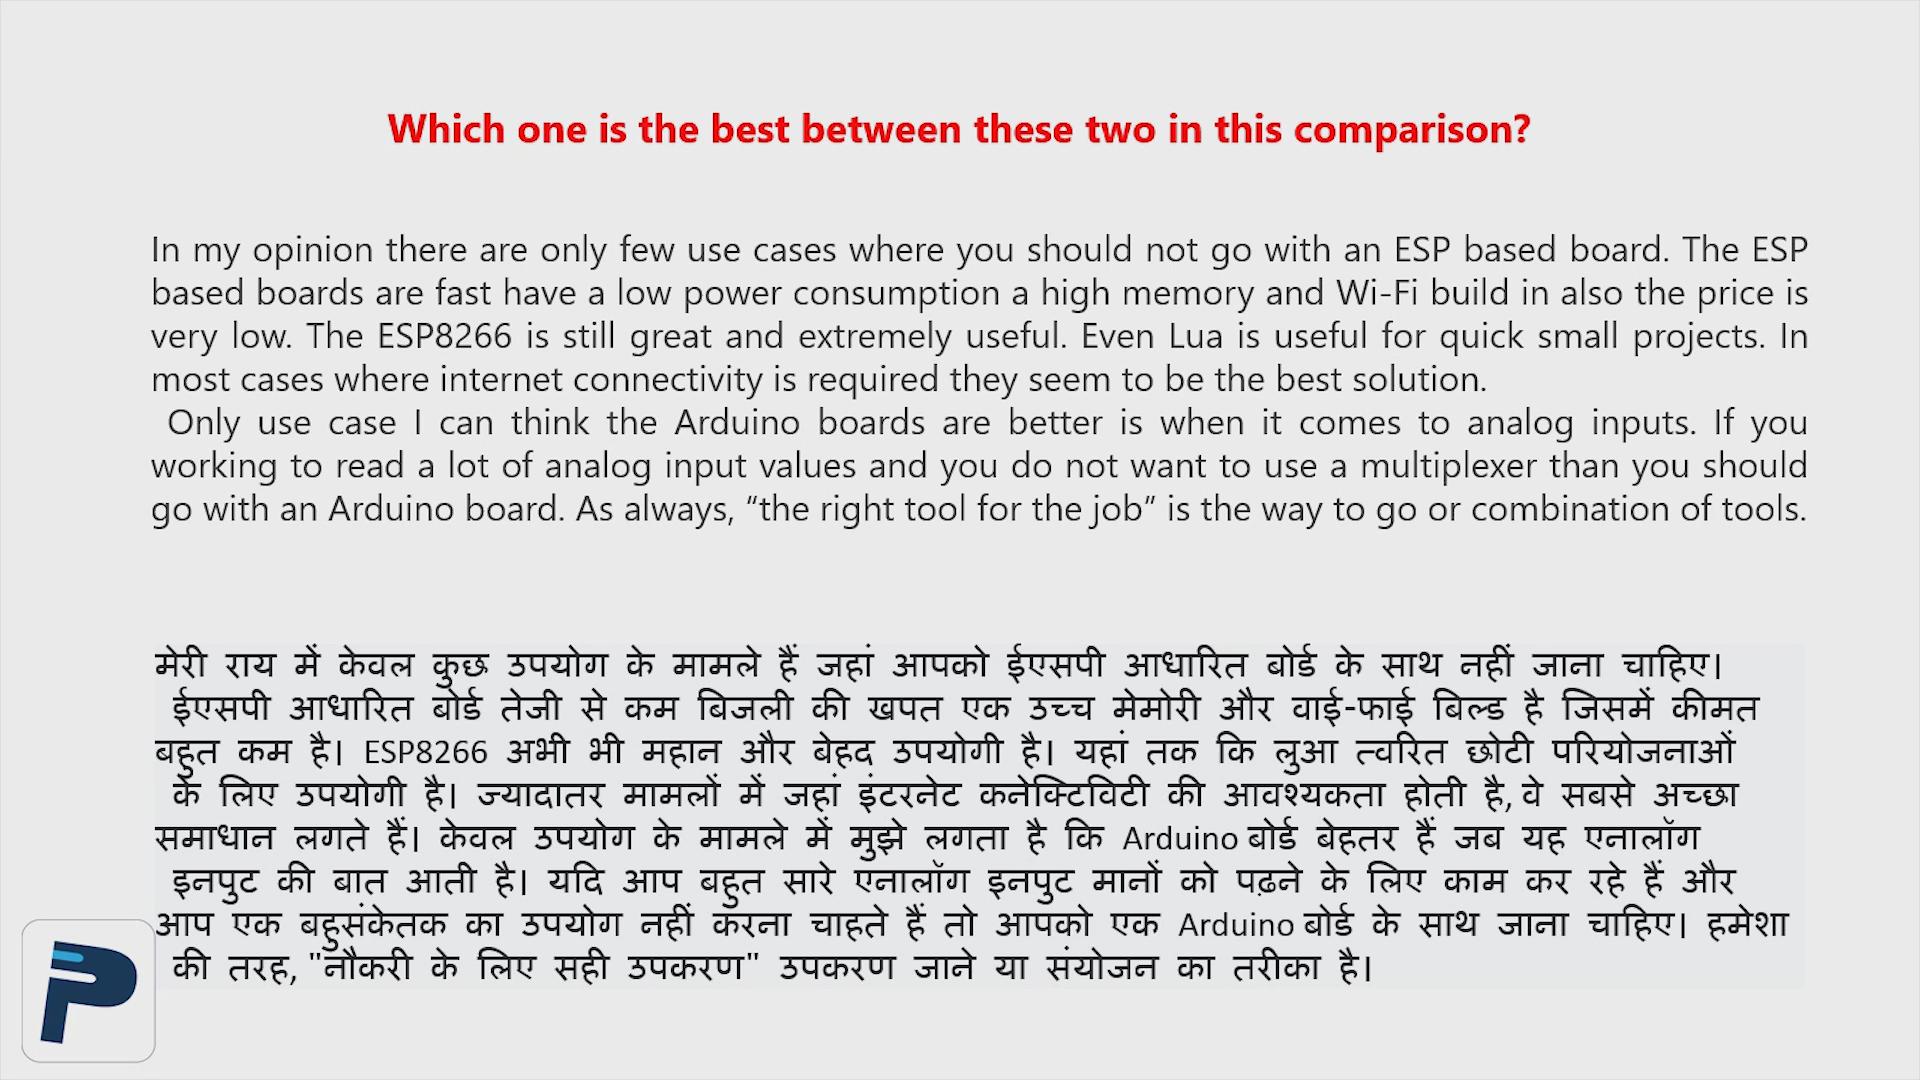 Which one is the best between these two in this comparison?
In my opinion there are only few use cases where you should not go with an ESP based board. The ESP
based boards are fast have a low power consumption a high memory and Wi-Fi build in also the price is
very low. The ESP8266 is still great and extremely useful. Even Lua is useful for quick small projects. In
most cases where internet connectivity is required they seem to be the best solution.
Only use case I can think the Arduino boards are better is when it comes to analog inputs. If you
working to read a lot of analog input values and you do not want to use a multiplexer than you should
go with an Arduino board. As always, “the right tool for the job” is the way to go or combination of tools.
मेरी राय में केवल कुछ उपयोग के मामले हैं जहां आपको ईएसपी आधारित बोर्ड के साथ नहीं जाना चाहिए।
ईएसपी आधारित बोर्ड तेजी से कम बिजली की खपत एक उच्च मेमोरी और वाई-फाई बिल्ड है जिसमें कीमत
बहुत कम है। ESP8266 अभी भी महान और बेहद उपयोगी है। यहां तक कि लुआ त्वरित छोटी परियोजनाओं
के लिए उपयोगी है। ज्यादातर मामलों में जहां इंटरनेट कनेक्टिविटी की आवश्यकता होती है, वे सबसे अच्छा
समाधान लगते हैं। केवल उपयोग के मामले में मुझे लगता है कि Arduino बोर्ड बेहतर हैं जब यह एनालॉग
इनपुट की बात आती है। यदि आप बहुत सारे एनालॉग इनपुट मानों को पढ़ने के लिए काम कर रहे हैं और
आप एक बहुसंकेतक का उपयोग नहीं करना चाहते हैं तो आपको एक Arduino बोर्ड के साथ जाना चाहिए। हमेशा
की तरह, "नौकरी के लिए सही उपकरण" उपकरण जाने या संयोजन का तरीका है।